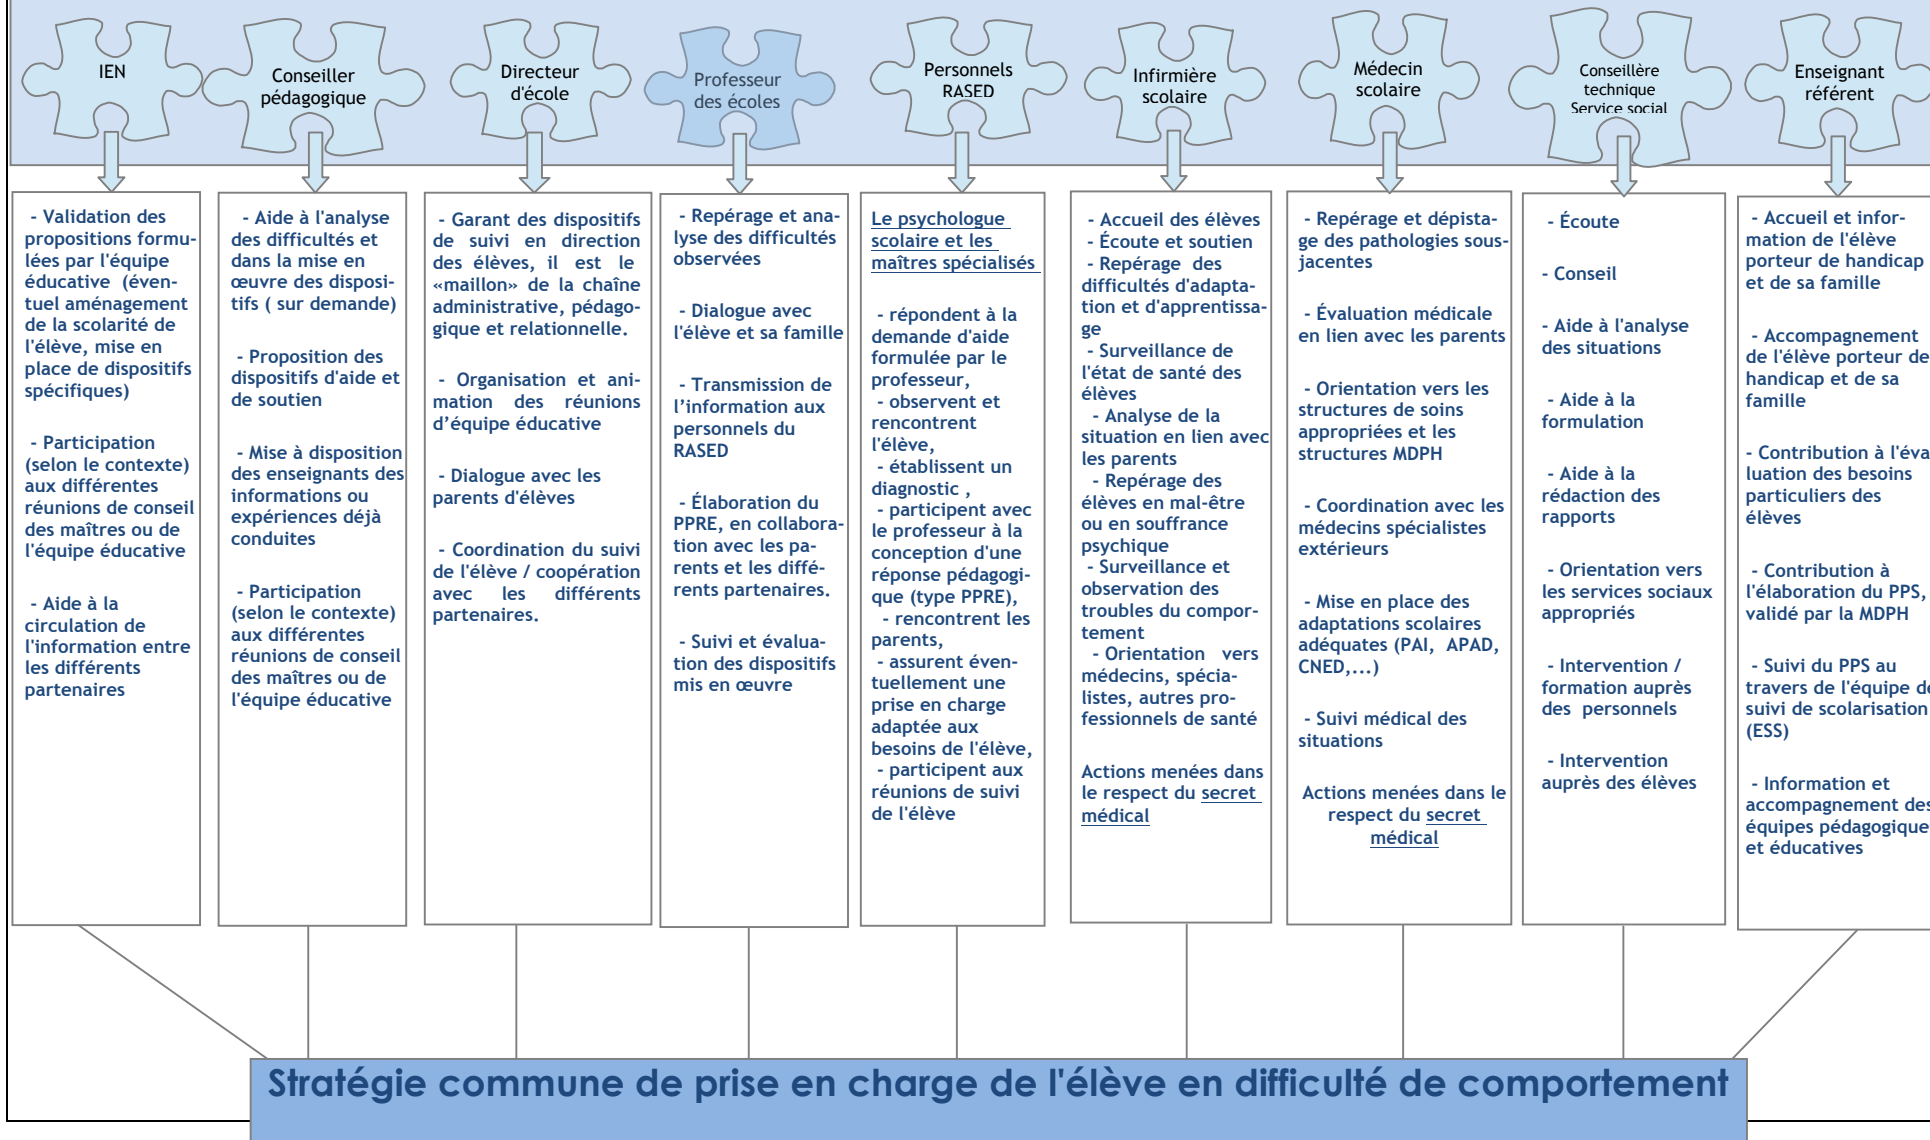 IEN
Conseiller
pédagogique
Directeur
d'école
Professeur
des écoles
Personnels
RASED
Infirmière
scolaire
Médecin
scolaire
Conseillère
technique
Service social
Enseignant
référent
- Validation des
propositions formu-
lées par l'équipe
éducative (éven-
tuel aménagement
de la scolarité de
l'élève, mise en
place de dispositifs
spécifiques)
- Participation
(selon le contexte)
aux différentes
réunions de conseil
des maîtres ou de
l'équipe éducative
- Aide à la
circulation de
l'information entre
les différents
partenaires
- Aide à l'analyse
des difficultés et
dans la mise en
œuvre des disposi-
tifs ( sur demande)
- Proposition des
dispositifs d'aide et
de soutien
- Mise à disposition
des enseignants des
informations ou
expériences déjà
conduites
- Participation
(selon le contexte)
aux différentes
réunions de conseil
des maîtres ou de
l'équipe éducative
- Garant des dispositifs
de suivi en direction
des élèves, il est le
«maillon» de la chaîne
administrative, pédago-
gique et relationnelle.
- Organisation et ani-
mation des réunions
d’équipe éducative
- Dialogue avec les
parents d'élèves
- Coordination du suivi
de l'élève / coopération
avec les différents
partenaires.
- Repérage et ana-
lyse des difficultés
observées
- Dialogue avec
l'élève et sa famille
- Transmission de
l’information aux
personnels du
RASED
- Élaboration du
PPRE, en collabora-
tion avec les pa-
rents et les diffé-
rents partenaires.
- Suivi et évalua-
tion des dispositifs
mis en œuvre
Le psychologue
scolaire et les
maîtres spécialisés
- répondent à la
demande d'aide
formulée par le
professeur,
- observent et
rencontrent
l'élève,
- établissent un
diagnostic ,
- participent avec
le professeur à la
conception d'une
réponse pédagogi-
que (type PPRE),
- rencontrent les
parents,
- assurent éven-
tuellement une
prise en charge
adaptée aux
besoins de l'élève,
- participent aux
réunions de suivi
de l'élève
- Accueil des élèves
- Écoute et soutien
- Repérage des
difficultés d'adapta-
tion et d'apprentissa-
ge
- Surveillance de
l'état de santé des
élèves
- Analyse de la
situation en lien avec
les parents
- Repérage des
élèves en mal-être
ou en souffrance
psychique
- Surveillance et
observation des
troubles du compor-
tement
- Orientation vers
médecins, spécia-
listes, autres pro-
fessionnels de santé
Actions menées dans
le respect du secret
médical
- Repérage et dépista-
ge des pathologies sous-
jacentes
- Évaluation médicale
en lien avec les parents
- Orientation vers les
structures de soins
appropriées et les
structures MDPH
- Coordination avec les
médecins spécialistes
extérieurs
- Mise en place des
adaptations scolaires
adéquates (PAI, APAD,
CNED,...)
- Suivi médical des
situations
Actions menées dans le
respect du secret
médical
- Écoute
- Conseil
- Aide à l'analyse
des situations
- Aide à la
formulation
- Aide à la
rédaction des
rapports
- Orientation vers
les services sociaux
appropriés
- Intervention /
formation auprès
des personnels
- Intervention
auprès des élèves
- Accueil et infor-
mation de l'élève
porteur de handicap
et de sa famille
- Accompagnement
de l'élève porteur de
handicap et de sa
famille
- Contribution à l'éva
luation des besoins
particuliers des
élèves
- Contribution à
l'élaboration du PPS,
validé par la MDPH
- Suivi du PPS au
travers de l'équipe de
suivi de scolarisation
(ESS)
- Information et
accompagnement des
équipes pédagogique
et éducatives
Stratégie commune de prise en charge de l'élève en difficulté de comportement